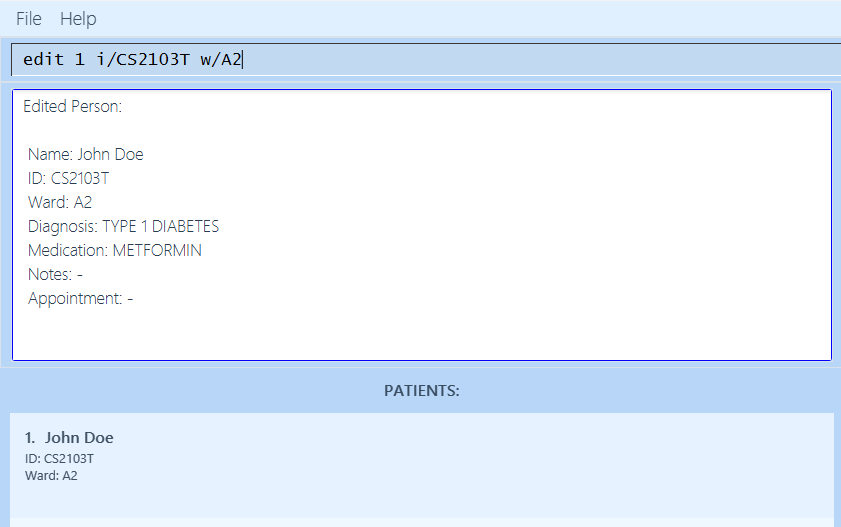 File Help
edit 1 i/CS2103T w/A2
Edited Person:
Name: John Doe
ID: CS2103T
Ward: A2
Diagnosis: TYPE 1 DIABETES
Medication: METFORMIN
Notes: -
Appointment: -
PATIENTS:
1. John Doe
ID: CS2103T
Ward: A2